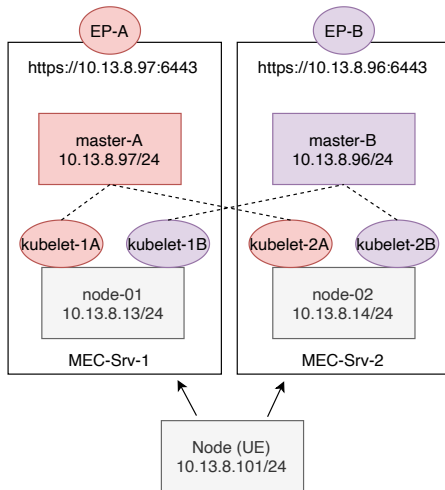 EP-A
EP-B
https://10.13.8.97:6443
https://10.13.8.96:6443
master-A
10.13.8.97/24
master-B
10.13.8.96/24
kubelet-1A
kubelet-1B
kubelet-2A
kubelet-2B
node-01
10.13.8.13/24
node-02
10.13.8.14/24
MEC-Srv-1
MEC-Srv-2
Node (UE)
10.13.8.101/24